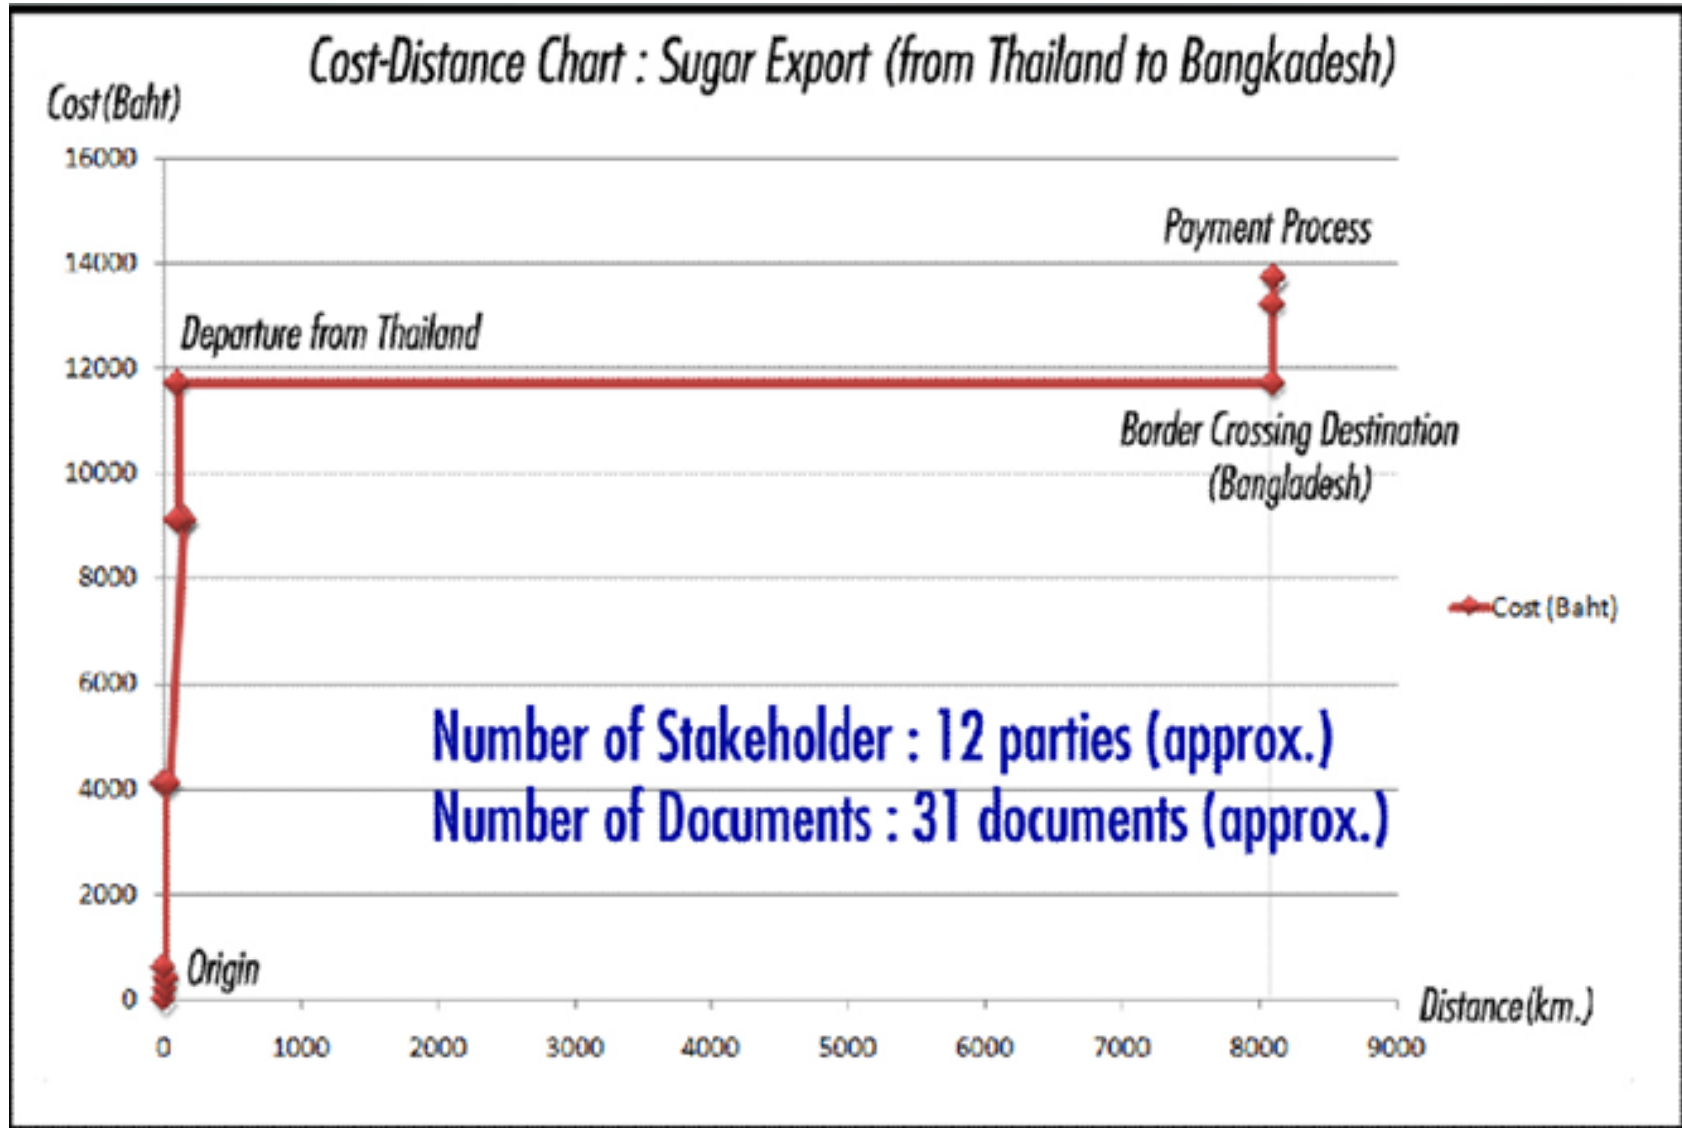 Cost-Distance Chart : Sugar Export (from Thailand to Bangkadesh)
Cost(Baht)
16000
Payment Process
14000
Departure from Thailand
12000
Border Crossing Destination
(Bangladesh)
10000
8000
Cost (Baht)
6000
Number of Stakeholder : 12 parties (approx.)
4000
Number of Documents : 31 documents (approx.)
2000
Origin
0
Distance(km.)
0 1000 2000 3000 4000 5000 6000 7000 8000 9000